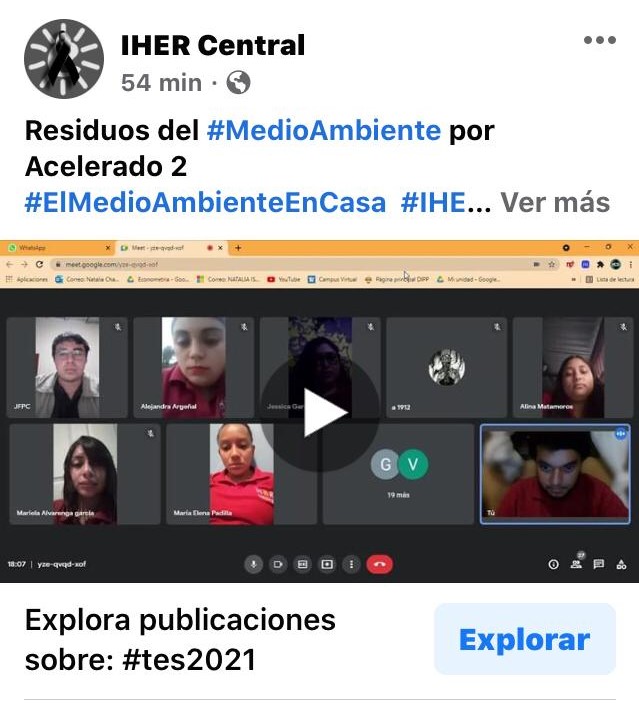 IHER Central
54 min ·
Residuos del #MedioAmbiente por
Acelerado 2
#ElMedioAmbienteEnCasa #IHE... Ver más
WhatsApp
Meet - yze-qvqd-xof
meet.google.com/yze-qvqd-xof
Aplicaciones Correo: Natalia Cha... Econometria - Goo... Correo: NATALIA IS... YouTube Campus Virtual Página principal DIPP Mi unidad - Google... Lista de lectura
JFPC
Alejandra Argeñal
Jessica Gar
a 1912
Alina Matamoros
G V
19 más
Mariela Alvarenga garcia
María Elena Padilla
Tú
18:07 | yze-qvqd-xof
27
Explora publicaciones
sobre: #tes2021
Explorar